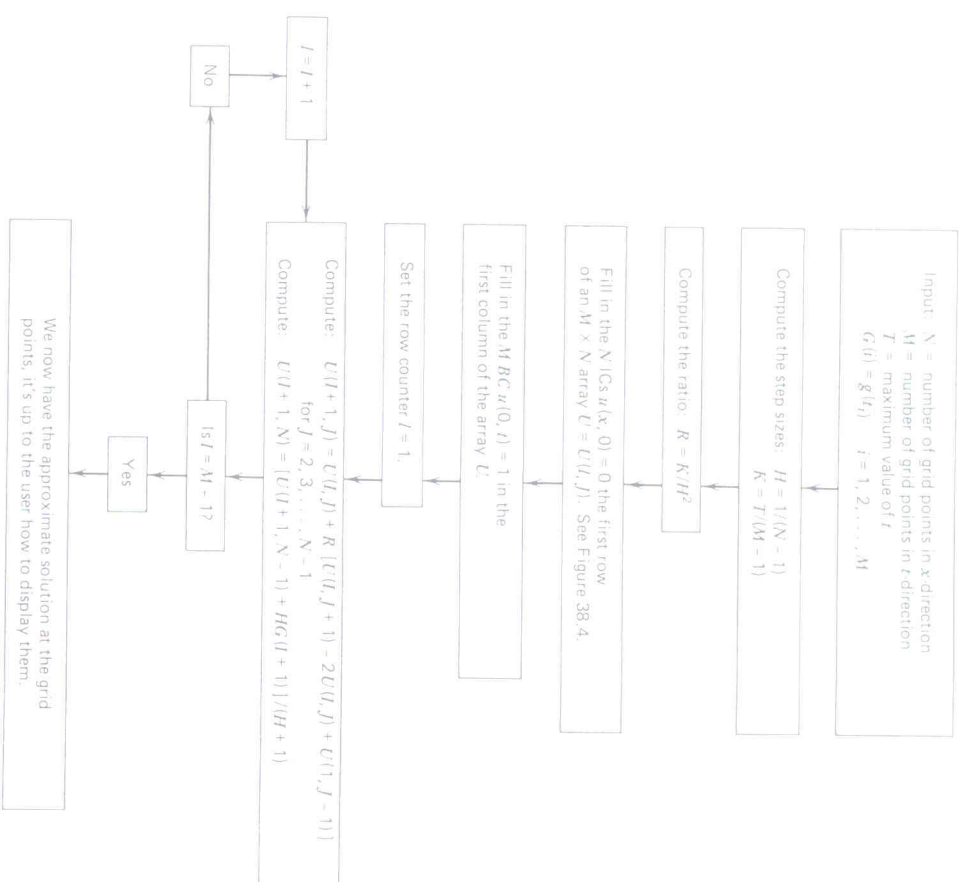 Input: N = number of grid points in x-direction
M = number of grid points in t-direction
T = maximum value of t
G(i) = g(tᵢ) i = 1, 2, . . . , M
Compute the step sizes: H = 1/(N − 1)
K = T/(M − 1)
Compute the ratio: R = K/H²
Fill in the N ICs u(x, 0) = 0 the first row
of an M × N array U = U(I, J). See Figure 38.4.
Fill in the M BC u(0, t) = 1 in the
first column of the array U.
Set the row counter I = 1.
Compute: U(I + 1, J) = U(I, J) + R [U(I, J + 1) − 2U(I, J) + U(1, J − 1)]
for J = 2, 3, . . . , N − 1
Compute: U(I + 1, N) = [U(I + 1, N − 1) + HG(I + 1)]/(H + 1)
I = I + 1
No
Is I = M − 1?
Yes
We now have the approximate solution at the grid
points, it's up to the user how to display them.